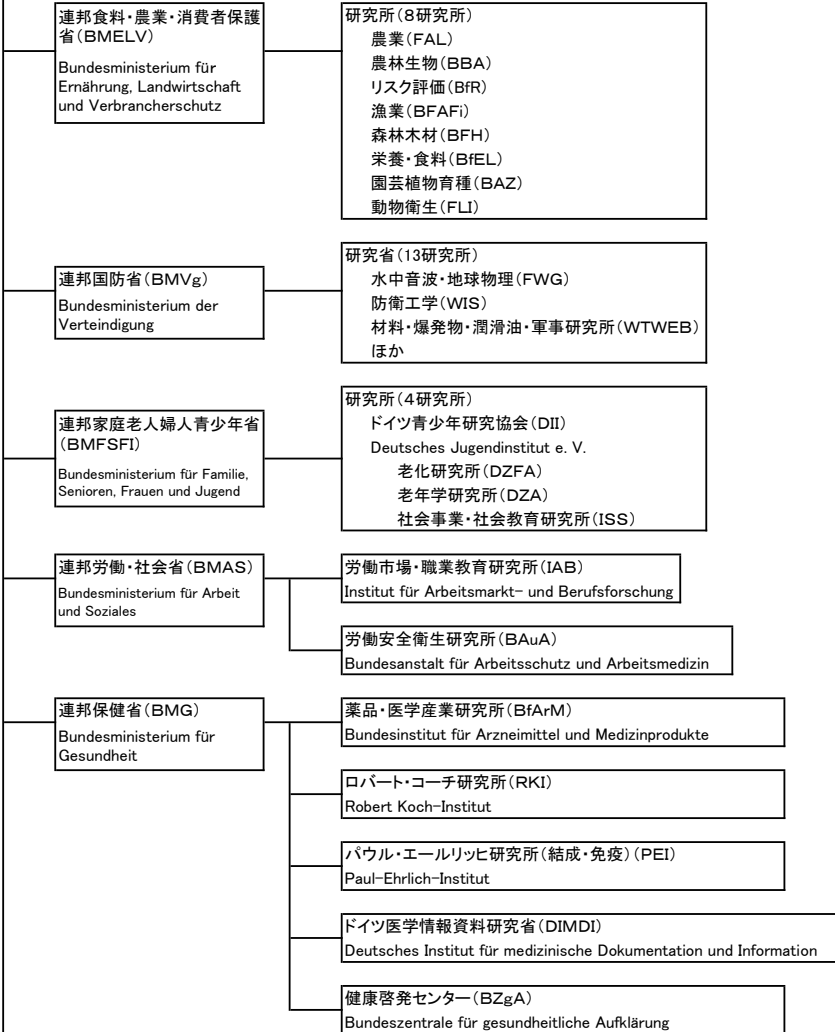 連邦食料・農業・消費者保護
省(BMELV)
Bundesministerium für
Ernährung, Landwirtschaft
und Verbrancherschutz
研究所(8研究所)
農業(FAL)
農林生物(BBA)
リスク評価(BfR)
漁業(BFAFi)
森林木材(BFH)
栄養・食料(BfEL)
園芸植物育種(BAZ)
動物衛生(FLI)
連邦国防省(BMVg)
Bundesministerium der
Verteindigung
研究省(13研究所)
水中音波・地球物理(FWG)
防衛工学(WIS)
材料・爆発物・潤滑油・軍事研究所(WTWEB)
ほか
連邦家庭老人婦人青少年省
(BMFSFI)
Bundesministerium für Familie,
Senioren, Frauen und Jugend
研究所(4研究所)
ドイツ青少年研究協会(DII)
Deutsches Jugendinstitut e. V.
老化研究所(DZFA)
老年学研究所(DZA)
社会事業・社会教育研究所(ISS)
連邦労働・社会省(BMAS)
Bundesministerium für Arbeit
und Soziales
労働市場・職業教育研究所(IAB)
Institut für Arbeitsmarkt- und Berufsforschung
労働安全衛生研究所(BAuA)
Bundesanstalt für Arbeitsschutz und Arbeitsmedizin
連邦保健省(BMG)
Bundesministerium für
Gesundheit
薬品・医学産業研究所(BfArM)
Bundesinstitut für Arzneimittel und Medizinprodukte
ロバート・コーチ研究所(RKI)
Robert Koch-Institut
パウル・エールリッヒ研究所(結成・免疫)(PEI)
Paul-Ehrlich-Institut
ドイツ医学情報資料研究省(DIMDI)
Deutsches Institut für medizinische Dokumentation und Information
健康啓発センター(BZgA)
Bundeszentrale für gesundheitliche Aufklärung